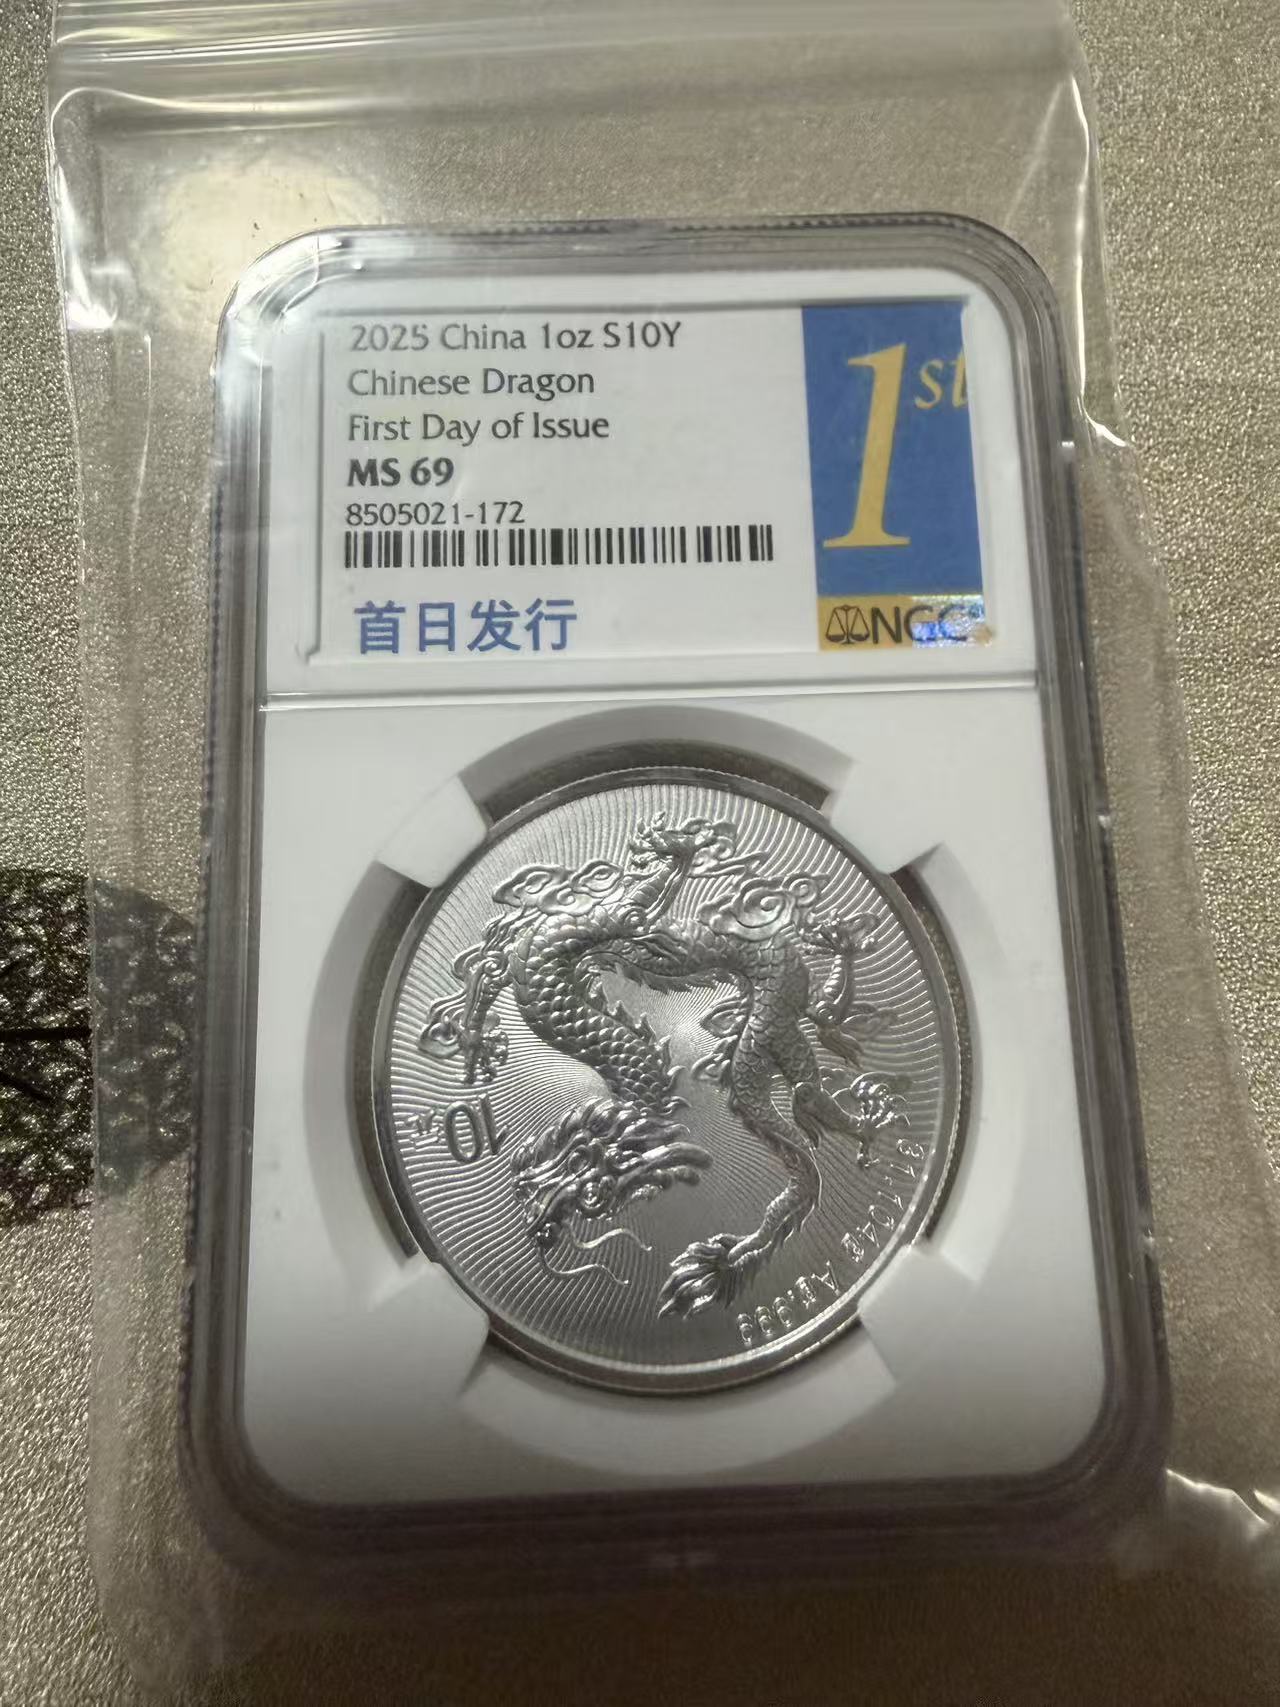 2025 China 1oz S10Y
Chinese Dragon
First Day of Issue
MS 69
8505021-172
首日发行
1st
NGC
10元
31.104g Ag.999